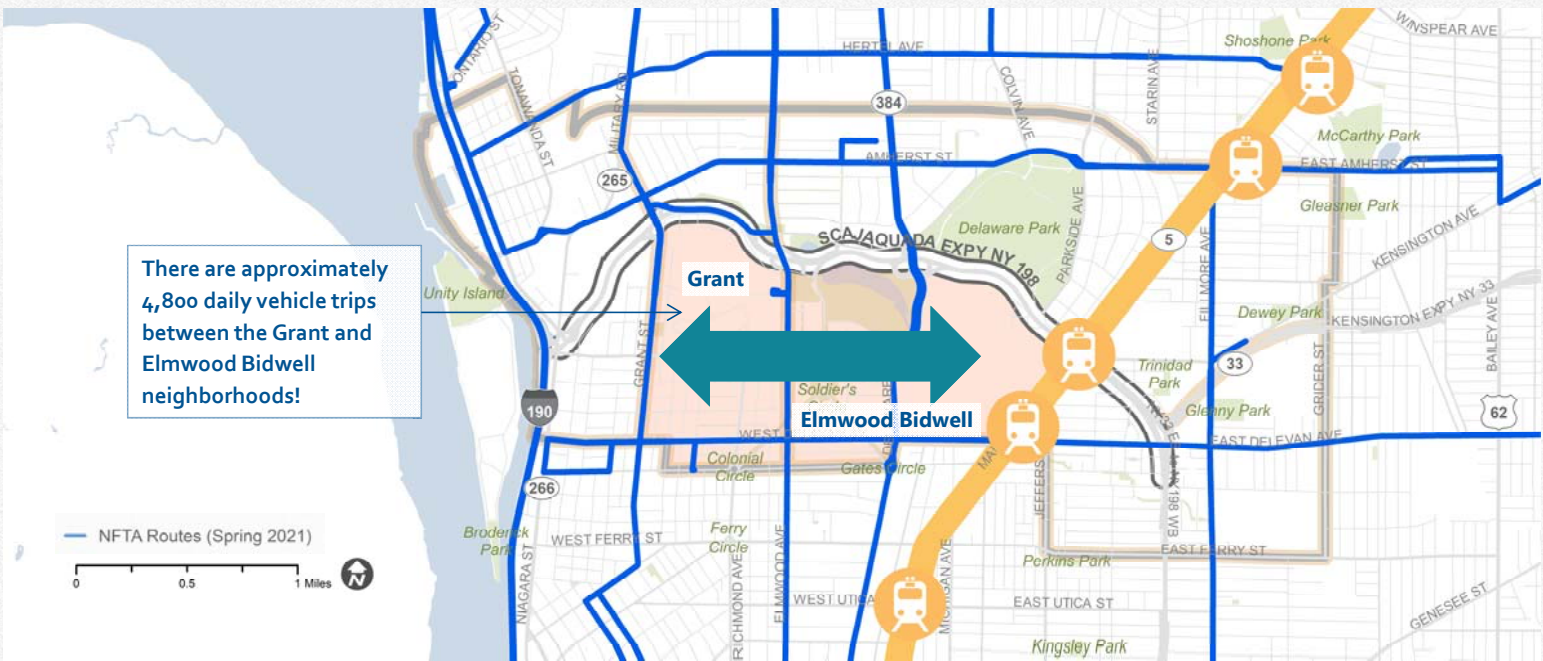 WINSPEAR AVE
Shoshone Park
ONTARIO ST
HERTEL AVE
TONAWANDA ST
MILITARY RD
COLVIN AVE
STARIN AVE
384
McCarthy Park
AMHERST ST
EAST AMHERST ST
265
Gleasner Park
Delaware Park
PARKSIDE AVE
5
KENSINGTON AVE
SCAJAQUADA EXPY NY 198
FILLMORE AVE
There are approximately
4,800 daily vehicle trips
between the Grant and
Elmwood Bidwell
neighborhoods!
Grant
Unity Island
Dewey Park
KENSINGTON EXPY NY 33
BAILEY AVE
GRANT ST
Trinidad
Park
33
GRIDER ST
Soldier's
190
Elmwood Bidwell
Glenny Park
62
WEST
EAST DELEVAN AVE
Colonial
Circle
Gates Circle
266
JEFFERS
NY 198 WB
NFTA Routes (Spring 2021)
Broderick
Park
WEST FERRY ST
Ferry
Circle
EAST FERRY ST
Perkins Park
0 0.5 1 Miles
N
NIAGARA ST
RICHMOND AVE
ELMWOOD AVE
WEST UTICA
MICHIGAN AVE
EAST UTICA ST
GENESEE ST
Kingsley Park